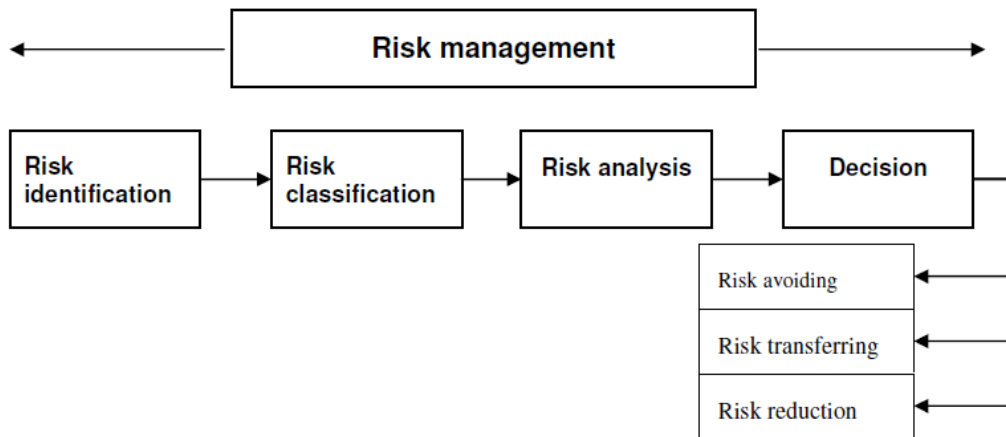 Risk management
Risk
identification
Risk
classification
Risk analysis
Decision
Risk avoiding
Risk transferring
Risk reduction